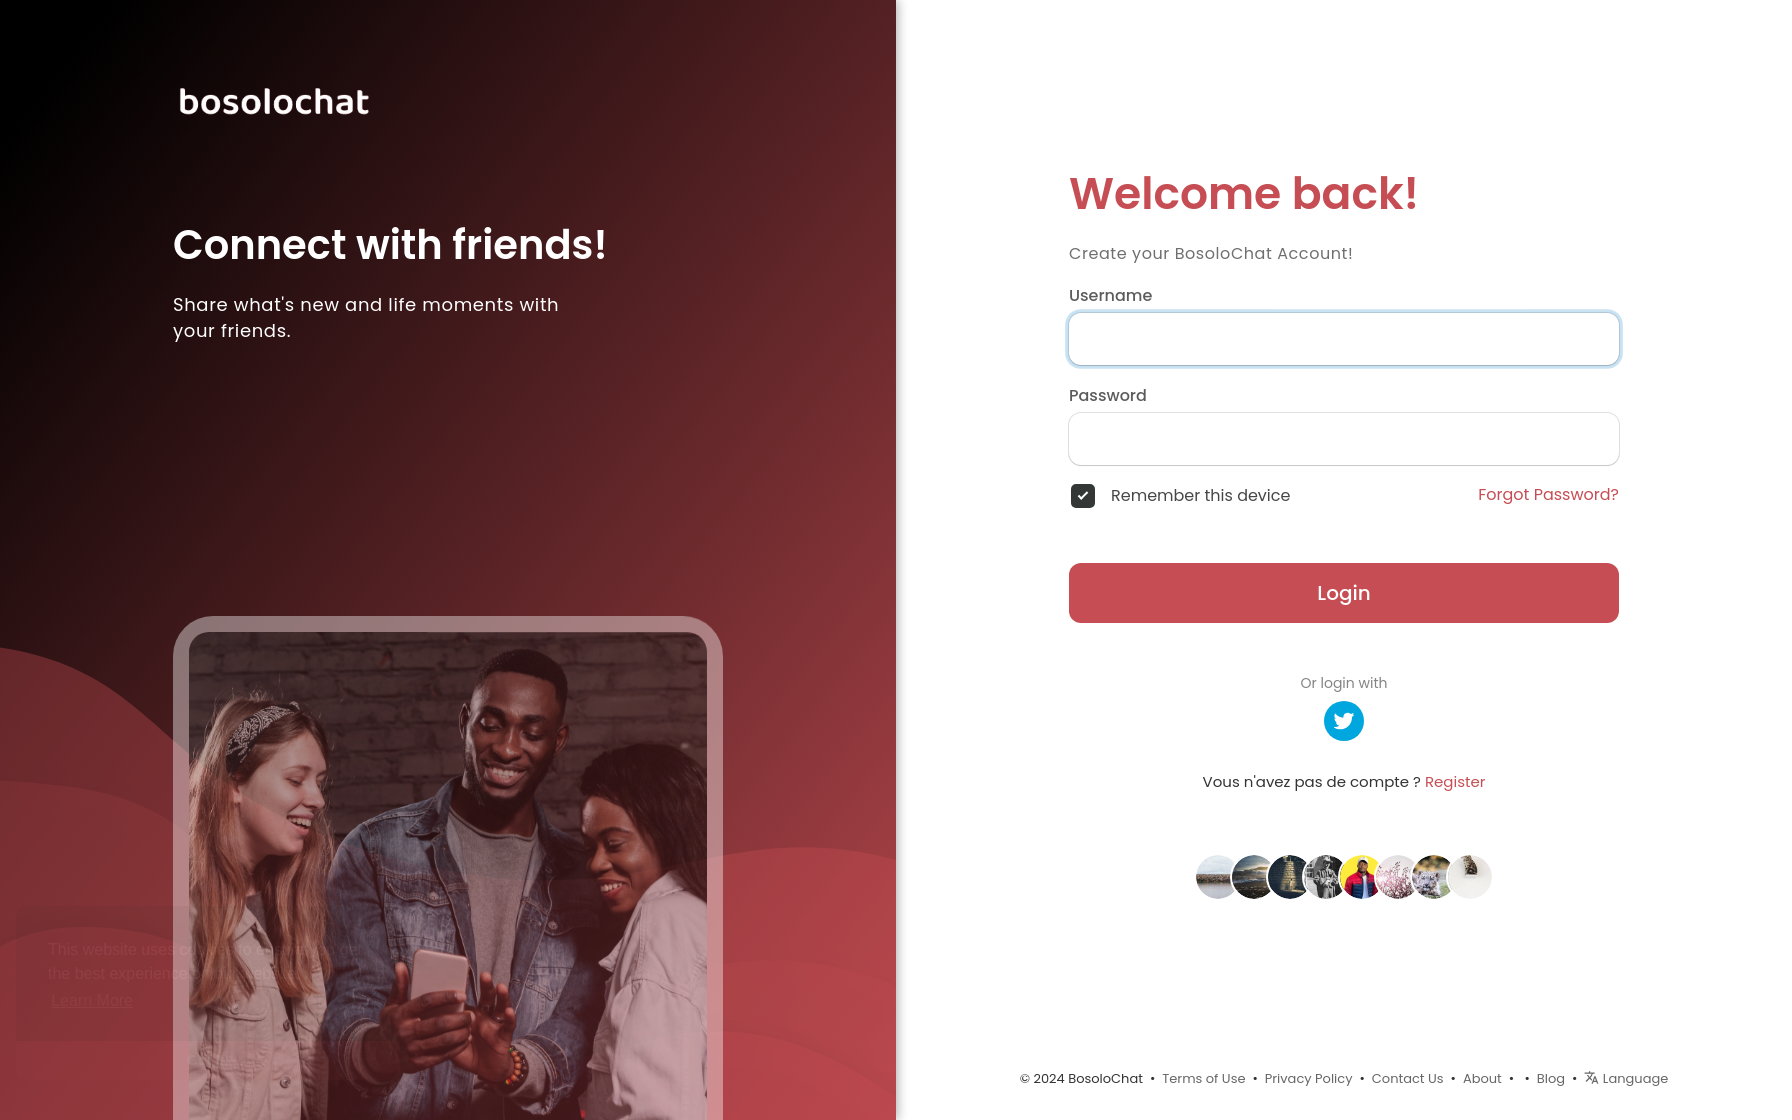 bosolochat
Connect with friends!
Share what's new and life moments with
your friends.
This website uses
the best experience
Learn More
Welcome back!
Create your BosoloChat Account!
Username
Password
Remember this device
Forgot Password?
Login
Or login with
Vous n'avez pas de compte ? Register
© 2024 BosoloChat • Terms of Use • Privacy Policy • Contact Us • About • • Blog • Language